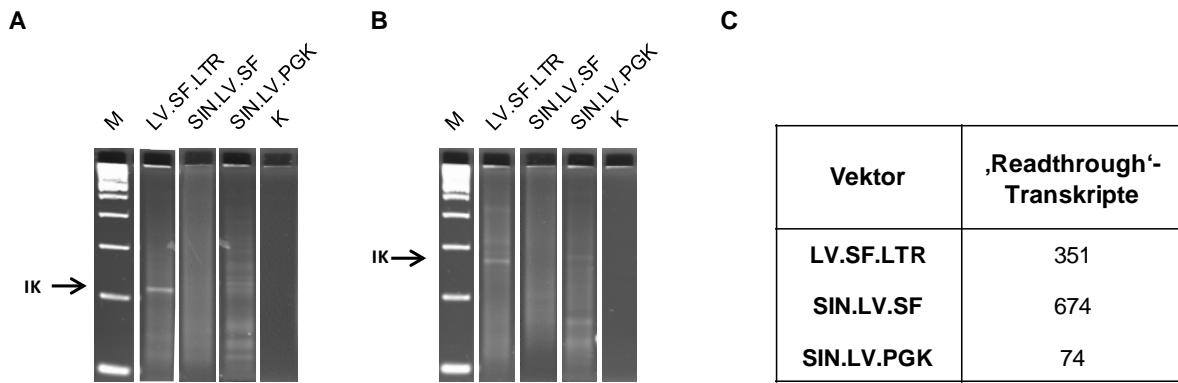 A
M
LV.SF.LTR
SIN.LV.SF
SIN.LV.PGK
K
IK
B
M
LV.SF.LTR
SIN.LV.SF
SIN.LV.PGK
K
IK
C
Vektor ‚Readthrough‘-
Transkripte
LV.SF.LTR 351
SIN.LV.SF 674
SIN.LV.PGK 74